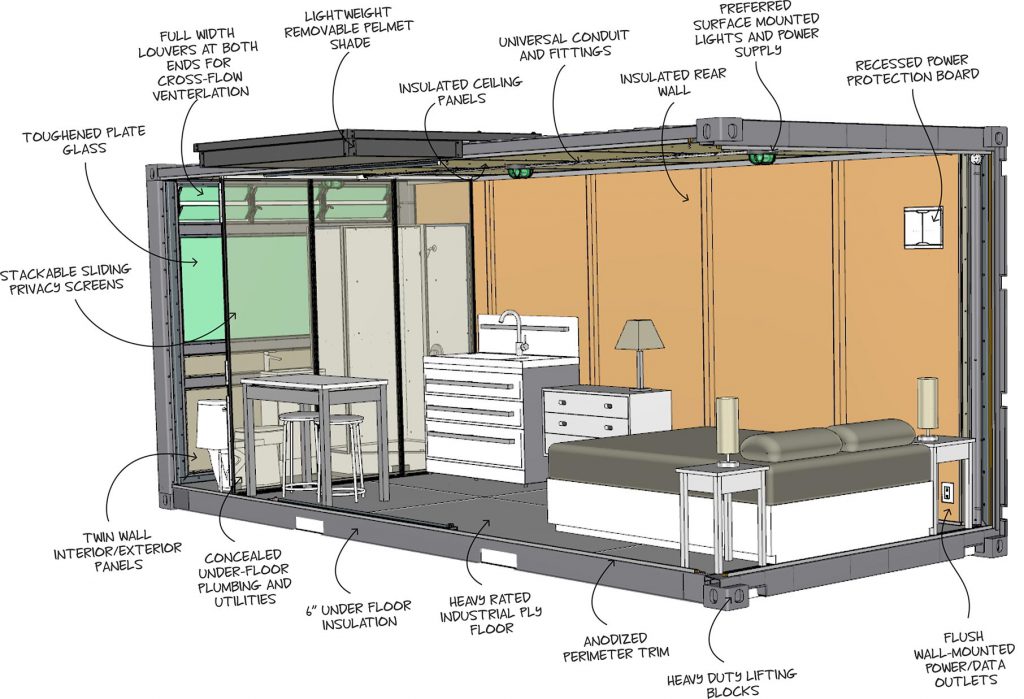 FULL WIDTH
LOUVERS AT BOTH
ENDS FOR
CROSS-FLOW
VENTERLATION
LIGHTWEIGHT
REMOVABLE PELMET
SHADE
INSULATED CEILING
PANELS
UNIVERSAL CONDUIT
AND FITTINGS
INSULATED REAR
WALL
PREFERRED
SURFACE MOUNTED
LIGHTS AND POWER
SUPPLY
RECESSED POWER
PROTECTION BOARD
TOUGHENED PLATE
GLASS
STACKABLE SLIDING
PRIVACY SCREENS
TWIN WALL
INTERIOR/EXTERIOR
PANELS
CONCEALED
UNDER-FLOOR
PLUMBING AND
UTILITIES
6" UNDER FLOOR
INSULATION
HEAVY RATED
INDUSTRIAL PLY
FLOOR
ANODIZED
PERIMETER TRIM
HEAVY DUTY LIFTING
BLOCKS
FLUSH
WALL-MOUNTED
POWER/DATA
OUTLETS